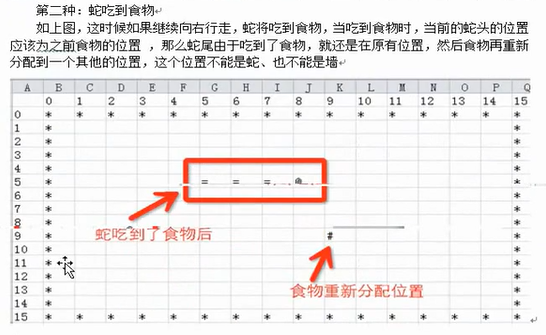 第二种：蛇吃到食物
如上图，这时候如果继续向右行走，蛇将吃到食物，当吃到食物时，当前的蛇头的位置
应该为之前食物的位置 ，那么蛇尾由于吃到了食物，就还是在原有位置，然后食物再重新
分配到一个其他的位置，这个位置不能是蛇、也不能是墙
A B C D E F G H I J K L M N O P Q
0 1 2 3 4 5 6 7 8 9 10 11 12 13 14 15
0 * * * * * * * * * * * * * * * *
1 * *
2 * *
3 * *
4 * *
5 * = = = @ *
6 * *
7 * *
8 * *
9 * # *
10 * *
11 * *
12 * *
13 * *
14 * *
15 * * * * * * * * * * * * * * * *
蛇吃到了食物后
食物重新分配位置